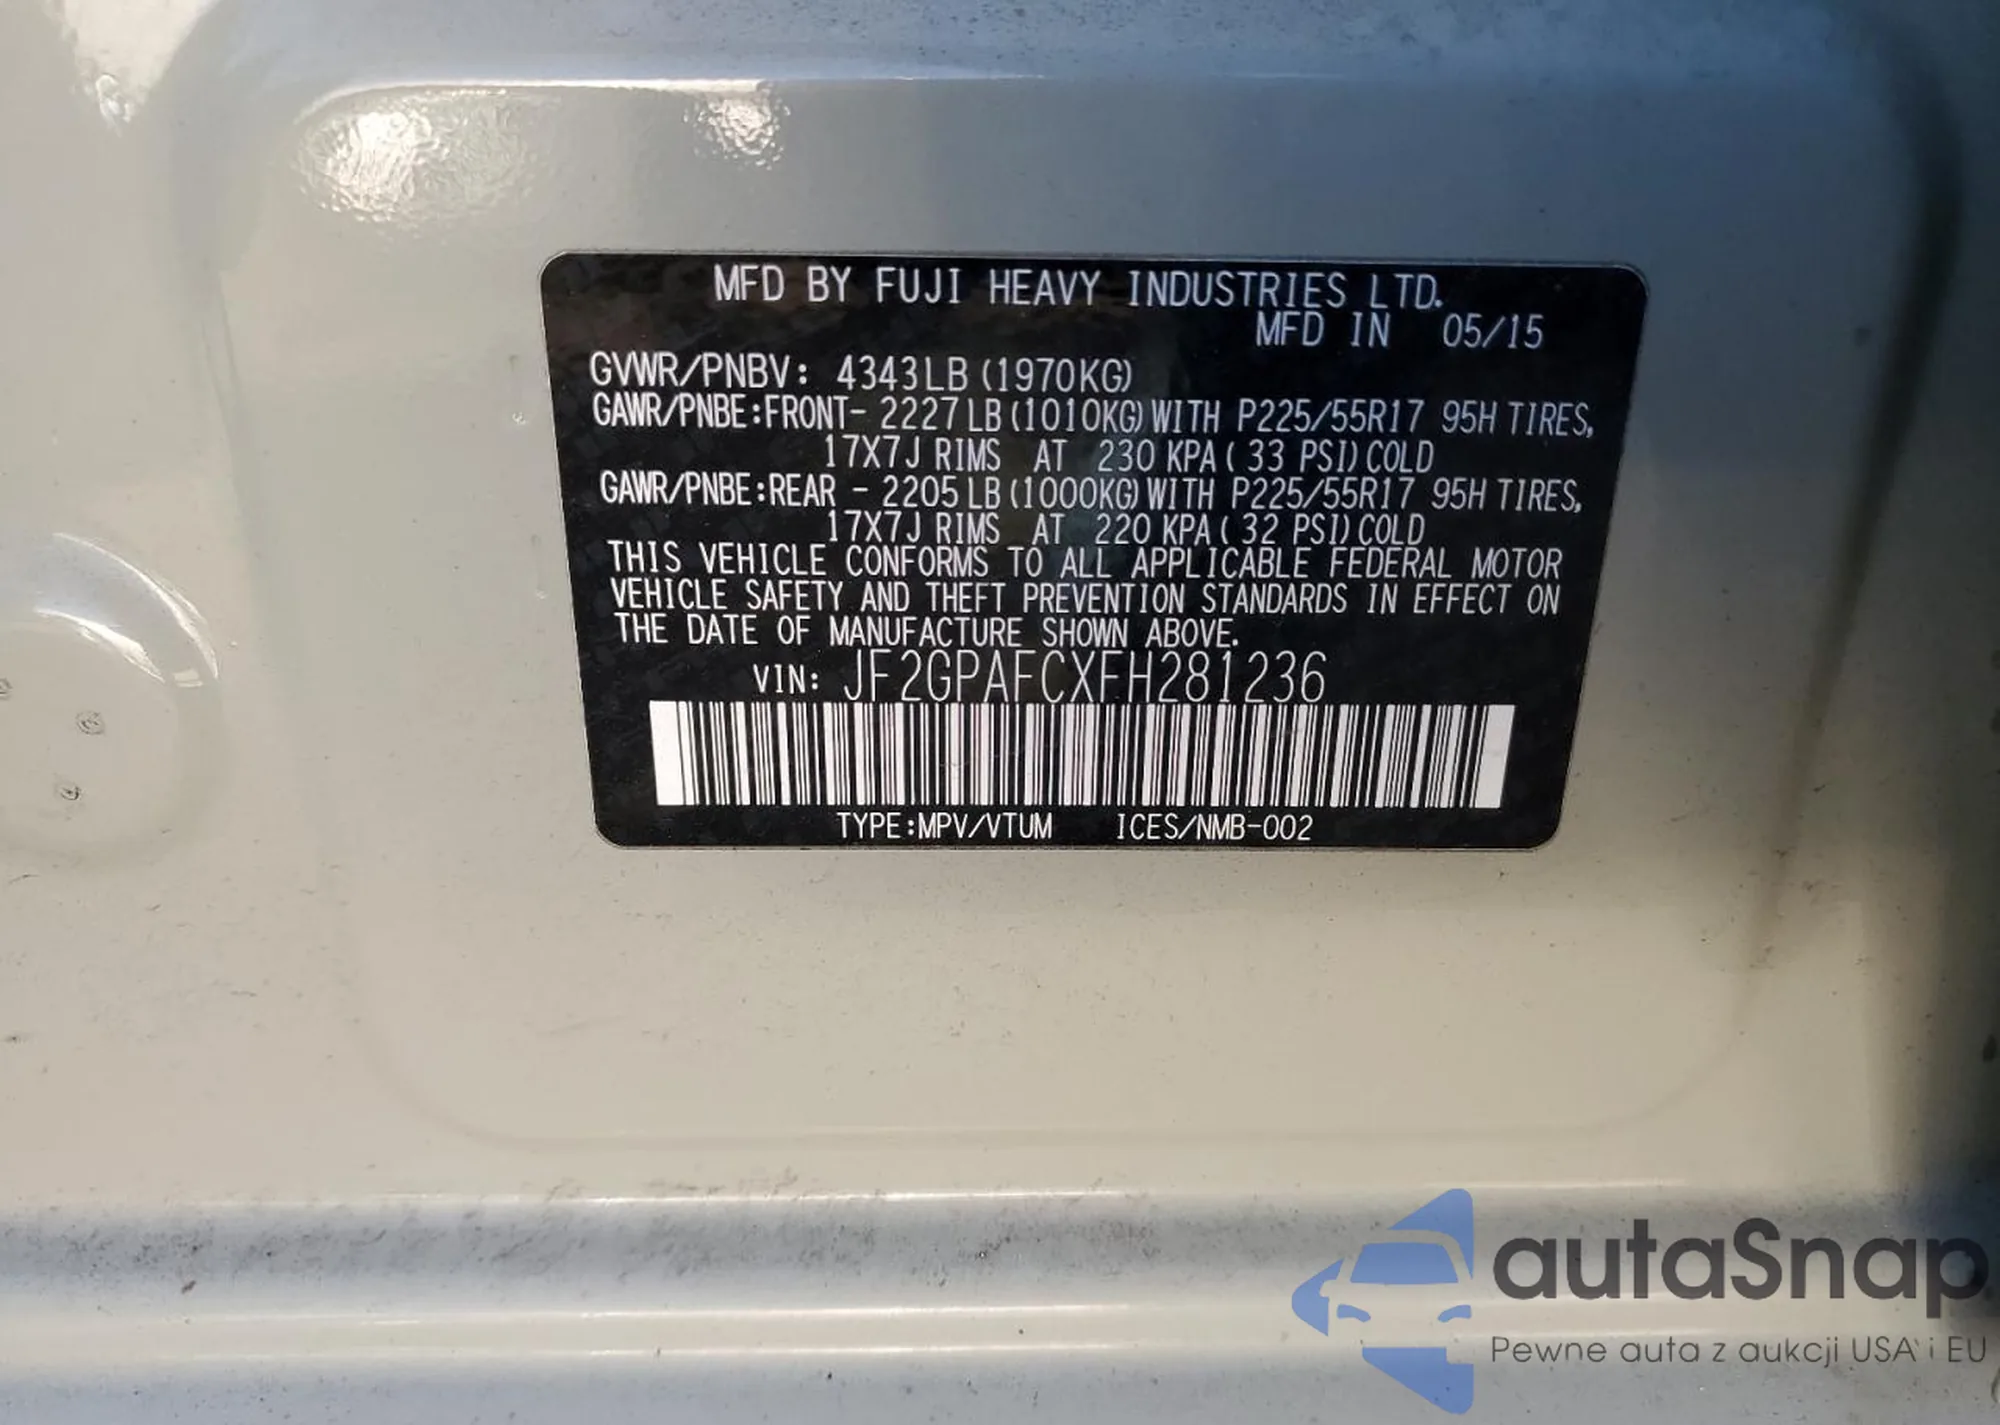 MFD BY FUJI HEAVY INDUSTRIES LTD.
MFD IN 05/15
GVWR/PNBV: 4343LB (1970KG)
GAWR/PNBE:FRONT- 2227LB (1010KG) WITH P225/55R17 95H TIRES,
17X7J RIMS AT 230 KPA ( 33 PSI) COLD
GAWR/PNBE:REAR - 2205LB (1000KG) WITH P225/55R17 95H TIRES,
17X7J RIMS AT 220 KPA ( 32 PSI) COLD
THIS VEHICLE CONFORMS TO ALL APPLICABLE FEDERAL MOTOR
VEHICLE SAFETY AND THEFT PREVENTION STANDARDS IN EFFECT ON
THE DATE OF MANUFACTURE SHOWN ABOVE.
VIN: JF2GPAFCXFH281236
TYPE:MPV/VTUM ICES/NMB-002
autaSnap
Pewne auta z aukcji USA i EU